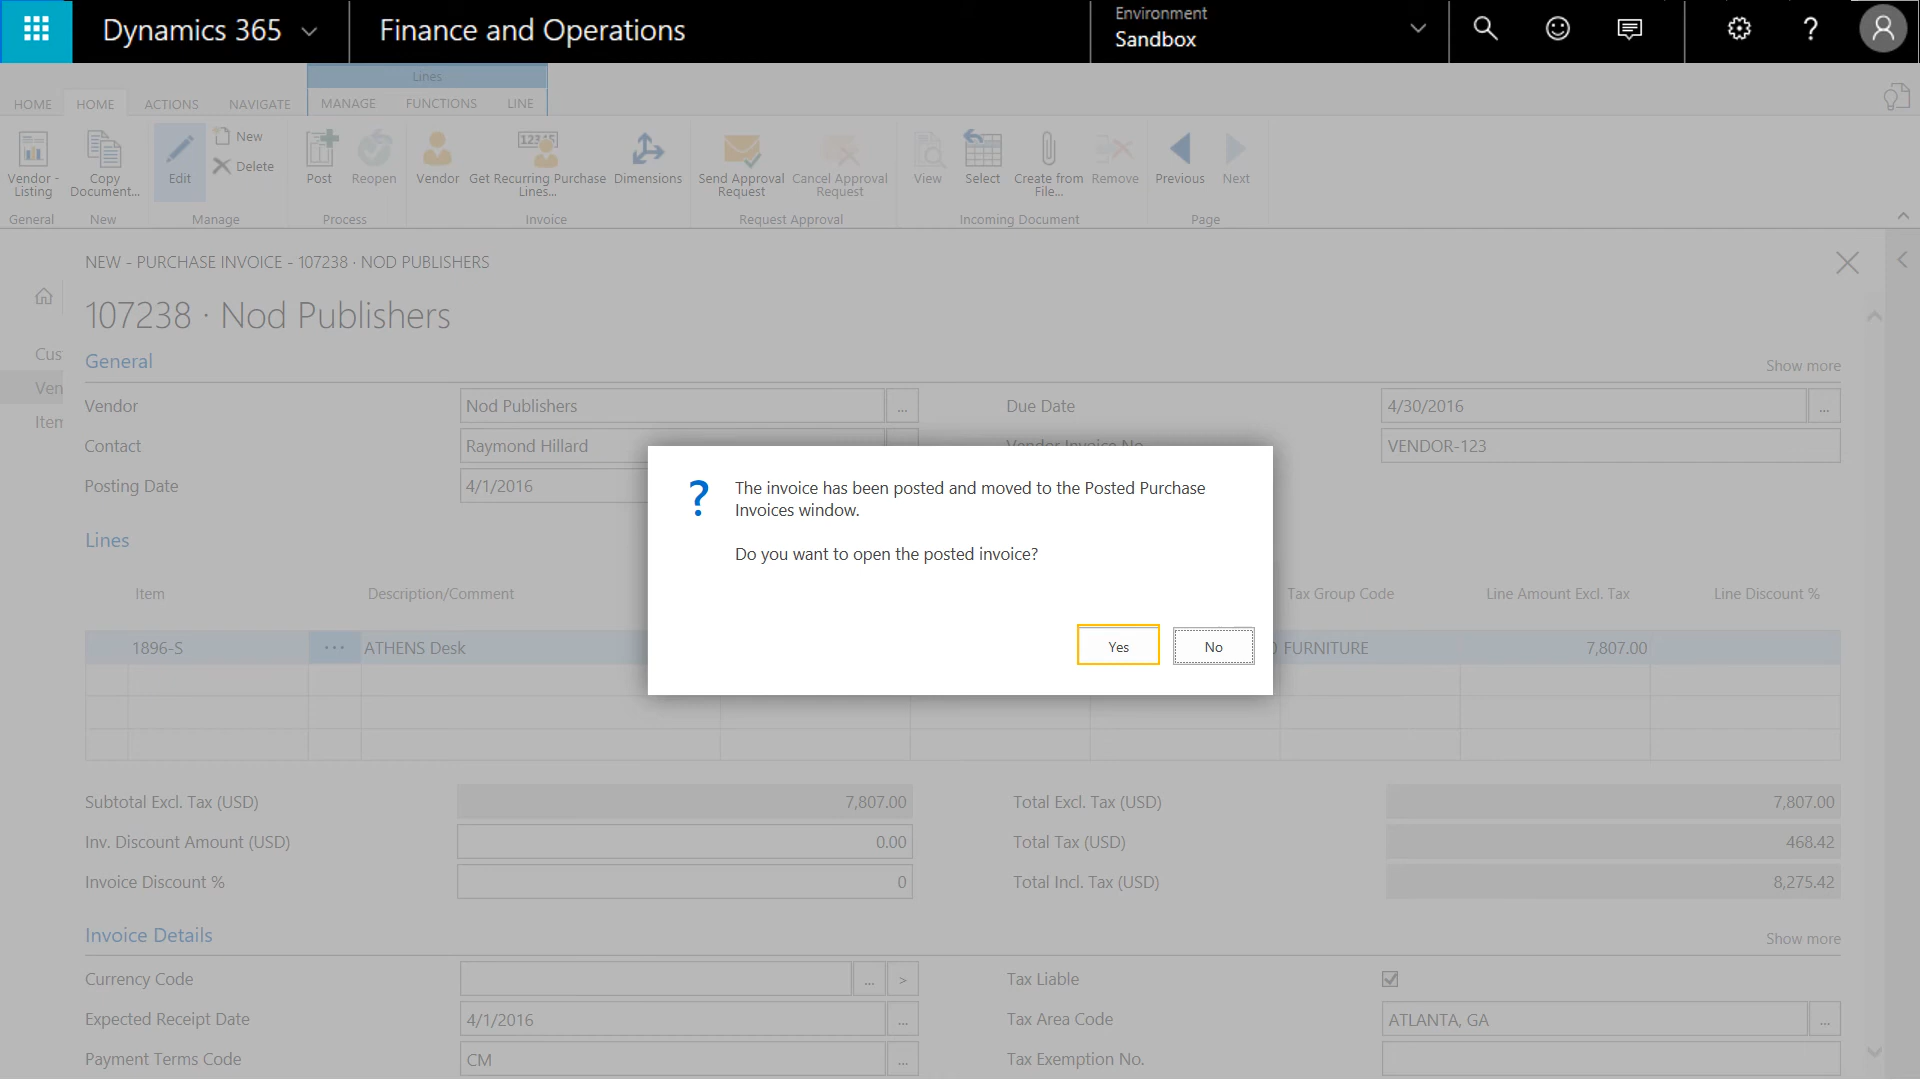 Dynamics 365
Finance and Operations
Environment
Sandbox
Lines
HOME
HOME
ACTIONS
NAVIGATE
MANAGE
FUNCTIONS
LINE
Vendor -
Listing
Copy
Document...
Edit
New
Delete
Post
Reopen
Vendor
Get Recurring Purchase
Lines...
Dimensions
Send Approval
Request
Cancel Approval
Request
View
Select
Create from
File...
Remove
Previous
Next
General
New
Manage
Process
Invoice
Request Approval
Incoming Document
Page
NEW - PURCHASE INVOICE - 107238 · NOD PUBLISHERS
107238 · Nod Publishers
Cus
Ven
Item
General
Show more
Vendor
Nod Publishers
...
Due Date
4/30/2016
...
Contact
Raymond Hillard
Vendor Invoice No.
VENDOR-123
Posting Date
4/1/2016
?
The invoice has been posted and moved to the Posted Purchase
Invoices window.
Do you want to open the posted invoice?
Yes
No
Lines
Item
Description/Comment
Tax Group Code
Line Amount Excl. Tax
Line Discount %
1896-S
...
ATHENS Desk
FURNITURE
7,807.00
Subtotal Excl. Tax (USD)
7,807.00
Total Excl. Tax (USD)
7,807.00
Inv. Discount Amount (USD)
0.00
Total Tax (USD)
468.42
Invoice Discount %
0
Total Incl. Tax (USD)
8,275.42
Invoice Details
Show more
Currency Code
...
>
Tax Liable
Expected Receipt Date
4/1/2016
...
Tax Area Code
ATLANTA, GA
...
Payment Terms Code
CM
...
Tax Exemption No.